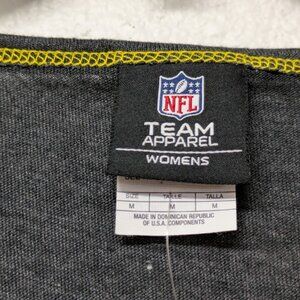 NFL
TEAM
APPAREL
WOMENS
SIZE TAILLE TALLA
M M M
MADE IN DOMINICAN REPUBLIC
OF U.S.A. COMPONENTS